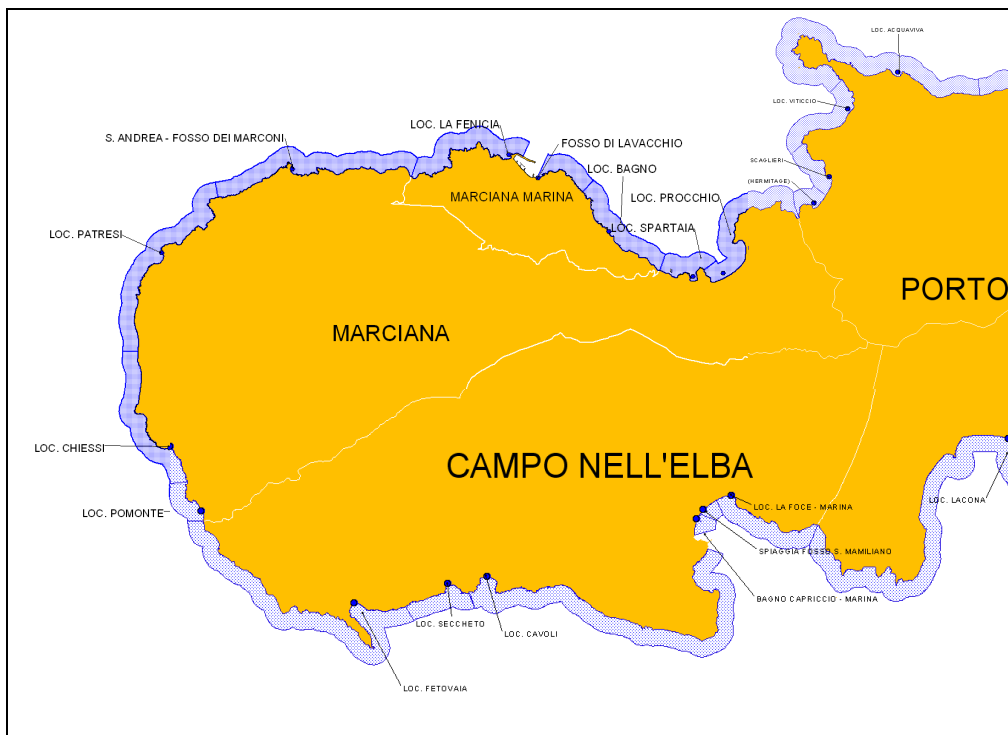 LOC. ACQUAVIVA
LOC. VITICCIO
LOC. LA FENICIA
S. ANDREA - FOSSO DEI MARCONI
FOSSO DI LAVACCHIO
SCAGLIERI
LOC. BAGNO
(HERMITAGE)
MARCIANA MARINA
LOC. PROCCHIO
LOC. SPARTAIA
LOC. PATRESI
PORTO
MARCIANA
LOC. CHIESSI
CAMPO NELL'ELBA
LOC. LACONA
LOC. LA FOCE - MARINA
LOC. POMONTE
SPIAGGIA FOSSO S. MAMILIANO
BAGNO CAPRICCIO - MARINA
LOC. SECCHETO
LOC. CAVOLI
LOC. FETOVAIA